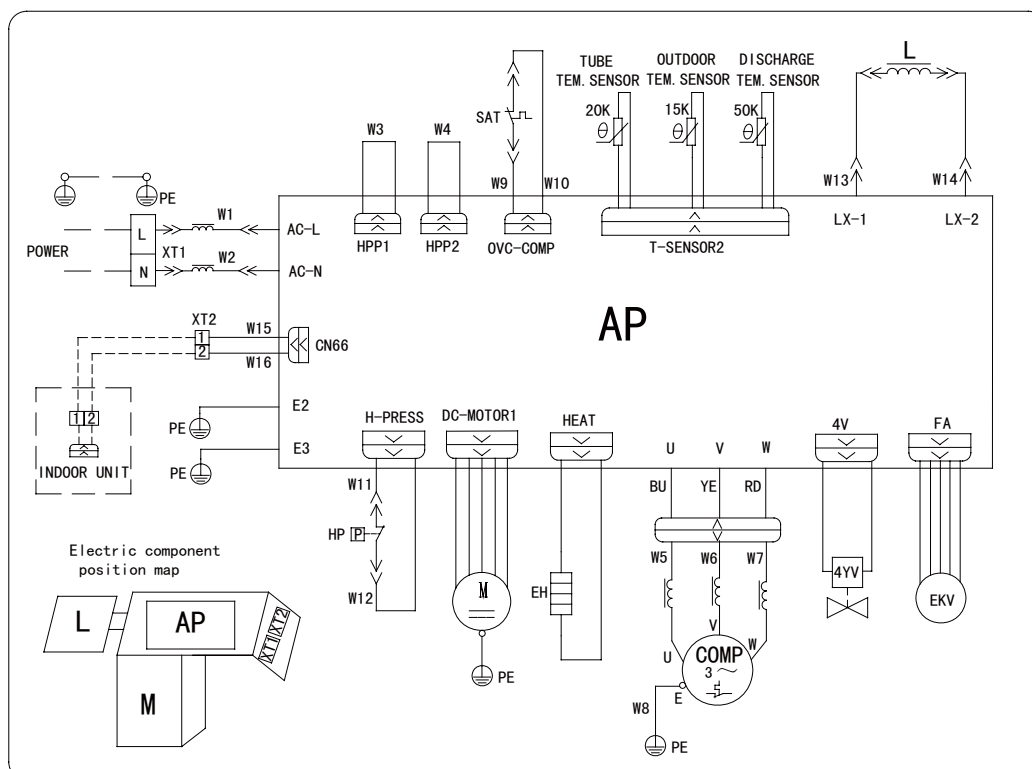 TUBE
TEM. SENSOR
OUTDOOR
TEM. SENSOR
DISCHARGE
TEM. SENSOR
L
20K
15K
50K
θ
θ
θ
SAT
W3
W4
W9
W10
W13
W14
PE
HPP1
HPP2
OVC-COMP
T-SENSOR2
LX-1
LX-2
POWER
L
N
XT1
W1
W2
AC-L
AC-N
AP
XT2
1
2
W15
W16
CN66
1 2
INDOOR UNIT
PE
E2
PE
E3
H-PRESS
DC-MOTOR1
HEAT
U
V
W
4V
FA
BU
YE
RD
W11
HP
P
W12
M
PE
EH
W5
W6
W7
U
V
W
COMP
3
E
W8
PE
4YV
EKV
Electric component
position map
L
AP
XT1
XT2
M